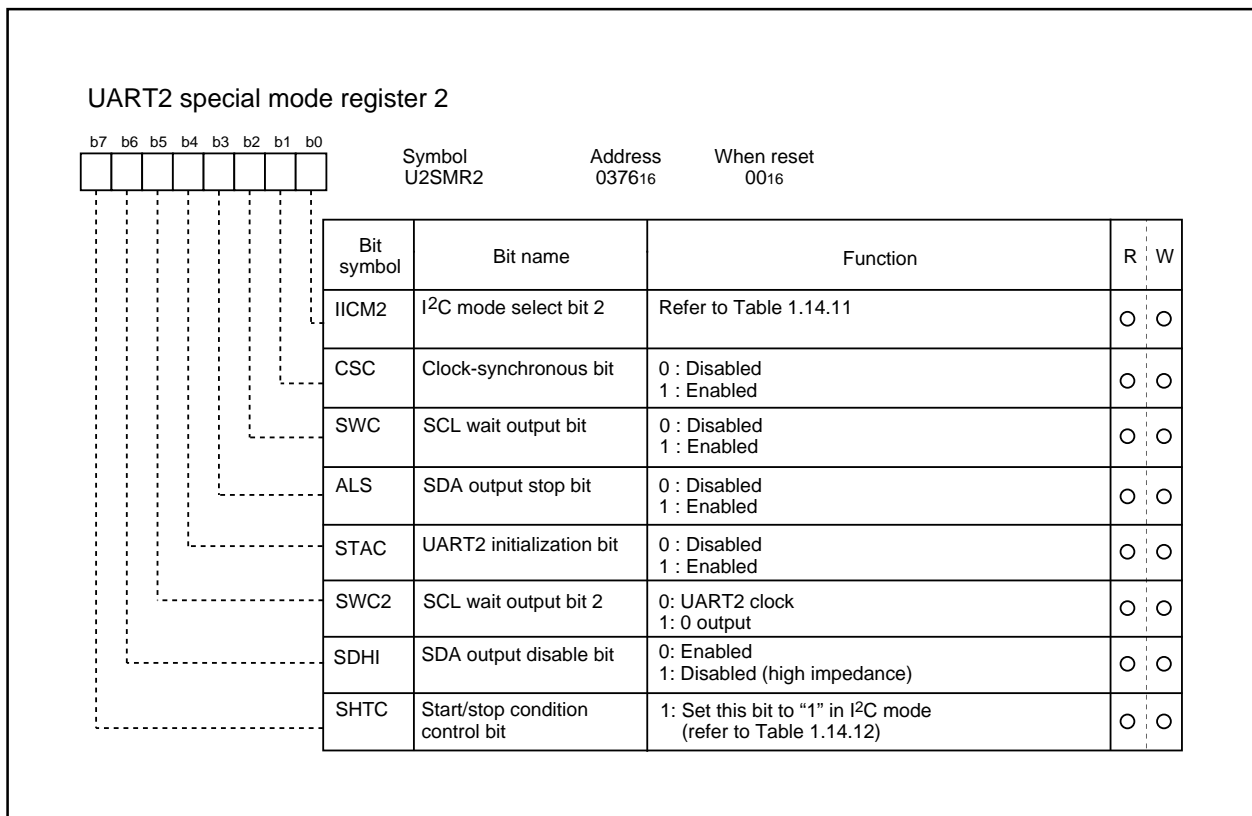 UART2 special mode register 2
b7 b6 b5 b4 b3 b2 b1 b0
Symbol Address When reset
U2SMR2 037616 0016
Bit symbol Bit name Function R W
IICM2 I2C mode select bit 2 Refer to Table 1.14.11 O O
CSC Clock-synchronous bit 0 : Disabled
1 : Enabled O O
SWC SCL wait output bit 0 : Disabled
1 : Enabled O O
ALS SDA output stop bit 0 : Disabled
1 : Enabled O O
STAC UART2 initialization bit 0 : Disabled
1 : Enabled O O
SWC2 SCL wait output bit 2 0: UART2 clock
1: 0 output O O
SDHI SDA output disable bit 0: Enabled
1: Disabled (high impedance) O O
SHTC Start/stop condition control bit 1: Set this bit to “1” in I2C mode
(refer to Table 1.14.12) O O